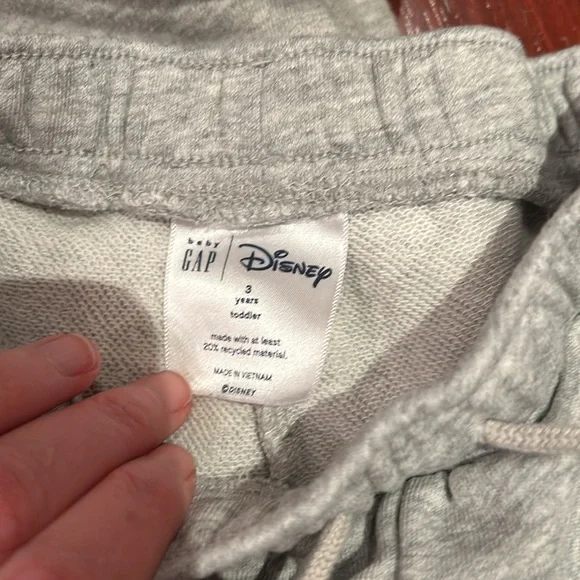 baby
GAP
Disney
3
years
toddler
made with at least
20% recycled material.
MADE IN VIETNAM
©DISNEY